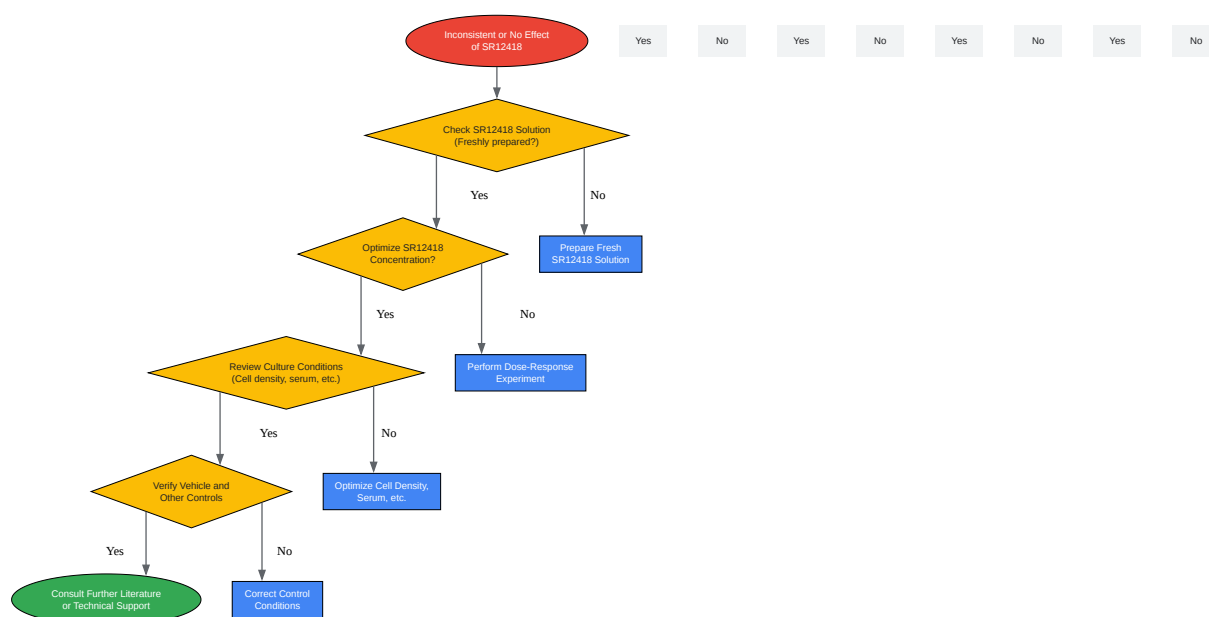 Inconsistent or No Effect
of SR12418
Yes
No
Yes
No
Yes
No
Yes
No
Check SR12418 Solution
(Freshly prepared?)
Yes
No
Optimize SR12418
Concentration?
Prepare Fresh
SR12418 Solution
Yes
No
Review Culture Conditions
(Cell density, serum, etc.)
Perform Dose-Response
Experiment
Yes
No
Verify Vehicle and
Other Controls
Optimize Cell Density,
Serum, etc.
Yes
No
Consult Further Literature
or Technical Support
Correct Control
Conditions